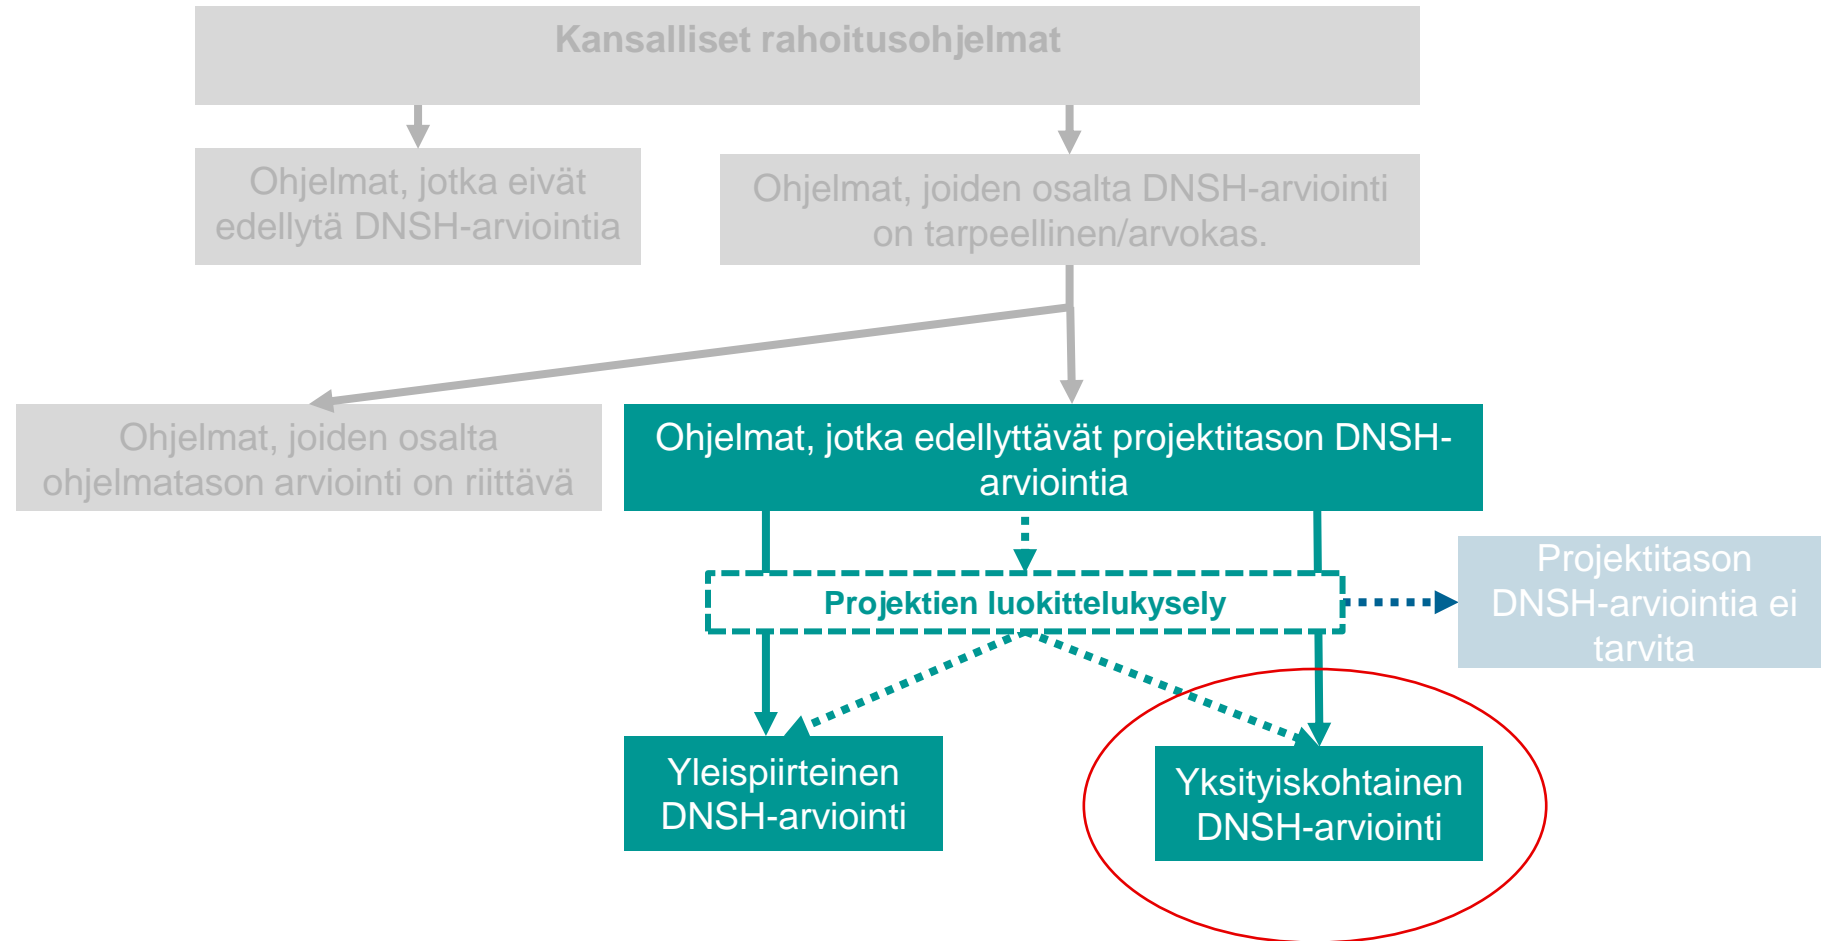 Kansalliset rahoitusohjelmat
Ohjelmat, jotka eivät
edellytä DNSH-arviointia
Ohjelmat, joiden osalta DNSH-arviointi
on tarpeellinen/arvokas.
Ohjelmat, joiden osalta
ohjelmatason arviointi on riittävä
Ohjelmat, jotka edellyttävät projektitason DNSH-
arviointia
Projektien luokittelukysely
Projektitason
DNSH-arviointia ei
tarvita
Yleispiirteinen
DNSH-arviointi
Yksityiskohtainen
DNSH-arviointi